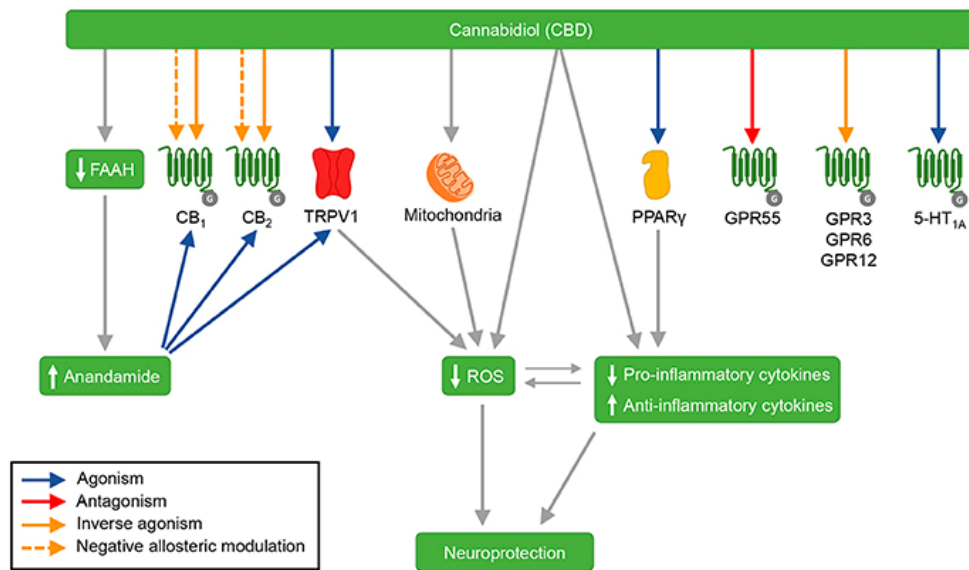 Cannabidiol (CBD)
↓ FAAH
G
G
G
G
G
CB₁
CB₂
TRPV1
Mitochondria
PPARγ
GPR55
GPR3
GPR6
GPR12
5-HT₁A
↑ Anandamide
↓ ROS
↓ Pro-inflammatory cytokines
↑ Anti-inflammatory cytokines
Agonism
Antagonism
Inverse agonism
Negative allosteric modulation
Neuroprotection